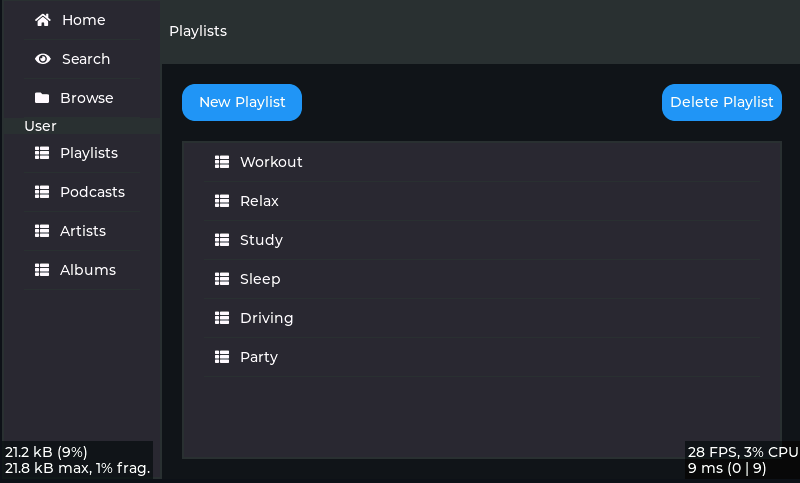 Home
Search
Browse
User
Playlists
Podcasts
Artists
Albums
21.2 kB (9%)
21.8 kB max, 1% frag.
Playlists
New Playlist
Delete Playlist
Workout
Relax
Study
Sleep
Driving
Party
28 FPS, 3% CPU
9 ms (0 | 9)